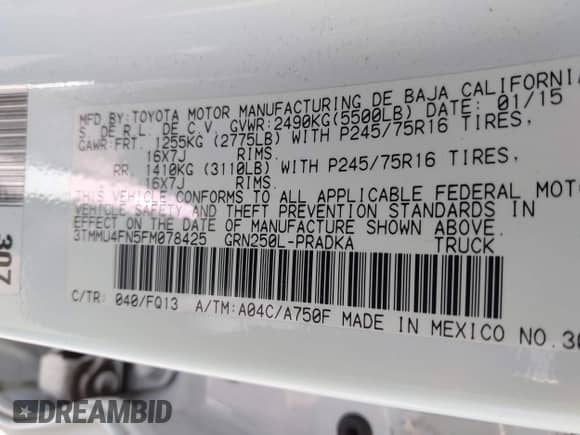 MFD.BY:TOYOTA MOTOR MANUFACTURING DE BAJA CALIFORNIA
S. DE R.L. DE C.V. GVWR:2490KG(5500LB) DATE: 01/15
GAWR:FRT. 1255KG (2775LB) WITH P245/75R16 TIRES,
16X7J RIMS.
RR. 1410KG (3110LB) WITH P245/75R16 TIRES,
16X7J RIMS.
THIS VEHICLE CONFORMS TO ALL APPLICABLE FEDERAL MOTO
VEHICLE SAFETY AND THEFT PREVENTION STANDARDS IN
EFFECT ON THE DATE OF MANUFACTURE SHOWN ABOVE.
3TMMU4FN5FM078425 GRN250L-PRADKA TRUCK
C/TR: 040/FQ13 A/TM:A04C/A750F MADE IN MEXICO NO.30
307
DREAMBID